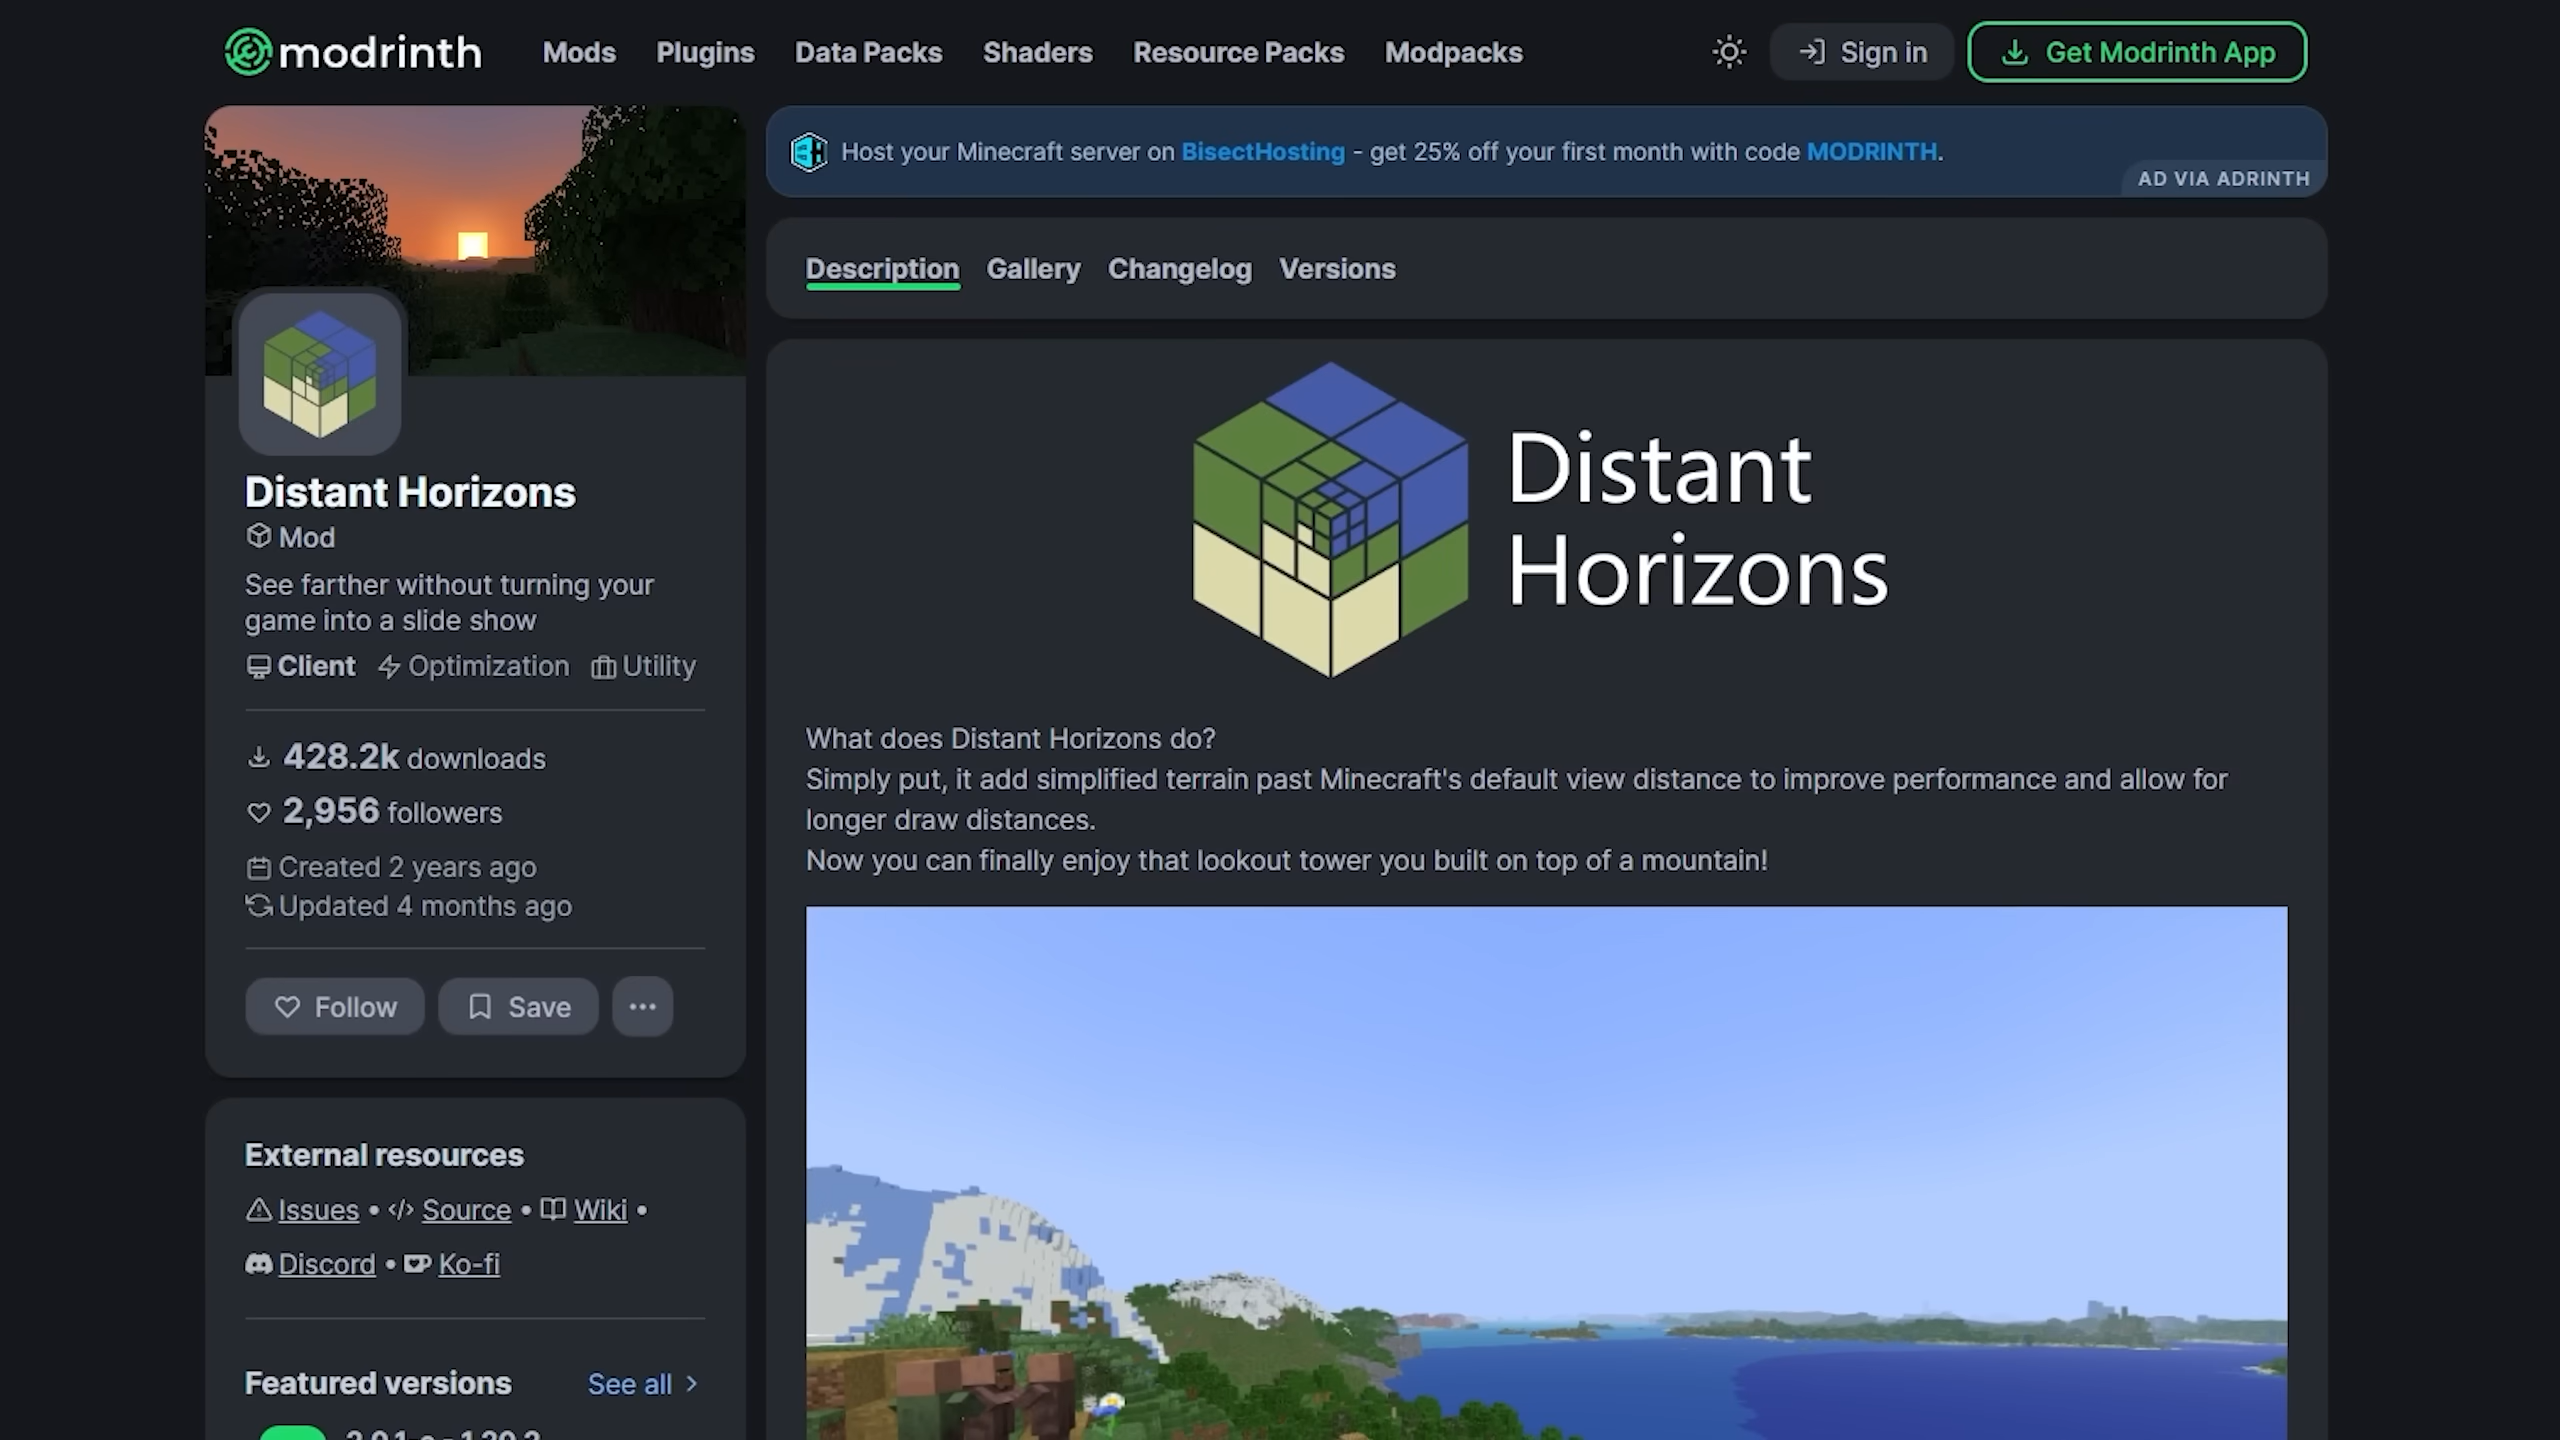 modrinth
Mods Plugins Data Packs Shaders Resource Packs Modpacks
Sign in
Get Modrinth App
Host your Minecraft server on BisectHosting - get 25% off your first month with code MODRINTH.
AD VIA ADRINTH
Description Gallery Changelog Versions
Distant Horizons
Mod
See farther without turning your
game into a slide show
Client Optimization Utility
428.2k downloads
2,956 followers
Created 2 years ago
Updated 4 months ago
Follow Save
External resources
Issues • Source • Wiki •
Discord • Ko-fi
Featured versions See all
Distant
Horizons
What does Distant Horizons do?
Simply put, it add simplified terrain past Minecraft's default view distance to improve performance and allow for
longer draw distances.
Now you can finally enjoy that lookout tower you built on top of a mountain!